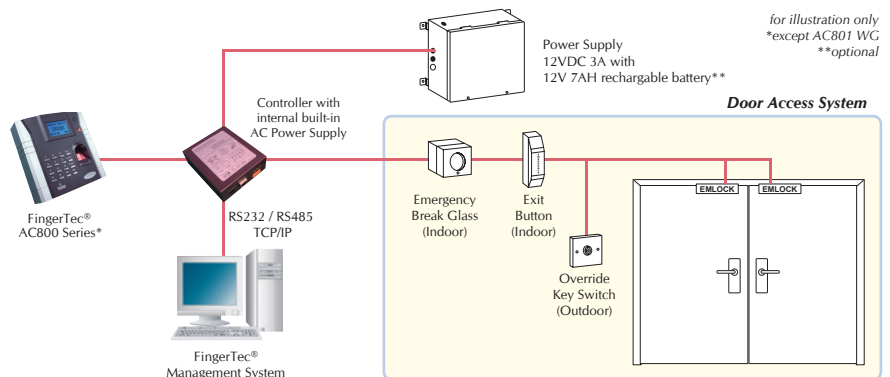 for illustration only
*except AC801 WG
**optional
Power Supply
12VDC 3A with
12V 7AH rechargable battery**
Controller with
internal built-in
AC Power Supply
Door Access System
EMLOCK
EMLOCK
FingerTec®
AC800 Series*
RS232 / RS485
TCP/IP
Emergency
Break Glass
(Indoor)
Exit
Button
(Indoor)
Override
Key Switch
(Outdoor)
FingerTec®
Management System